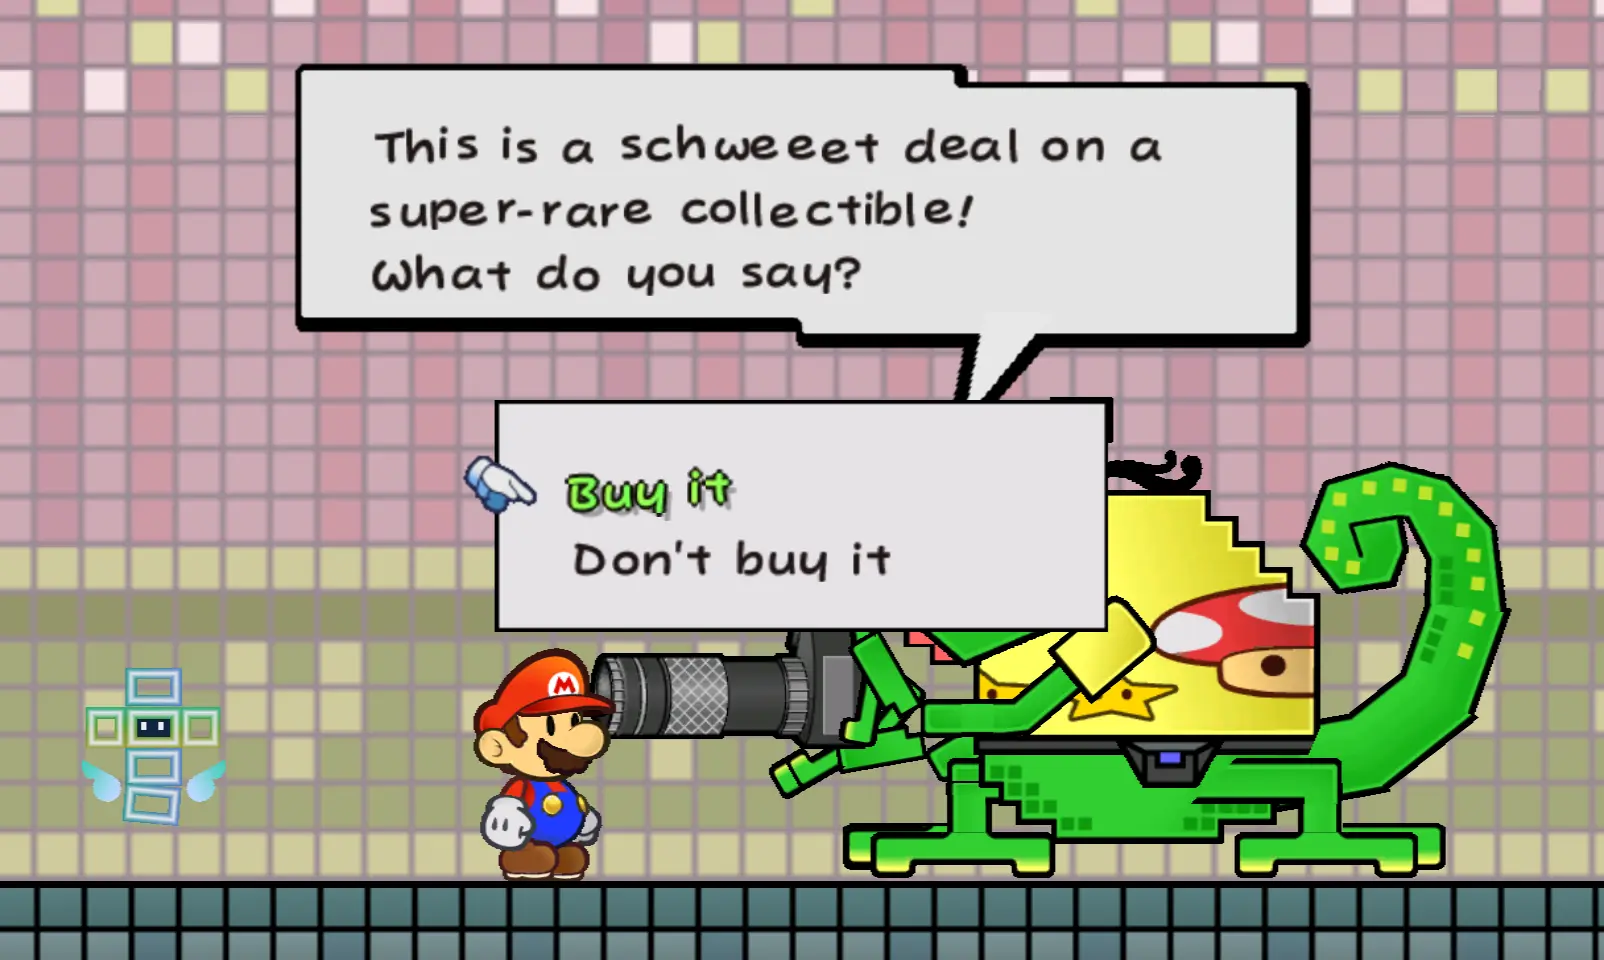 This is a schweeet deal on a
super-rare collectible!
What do you say?
Buy it
Don't buy it
M